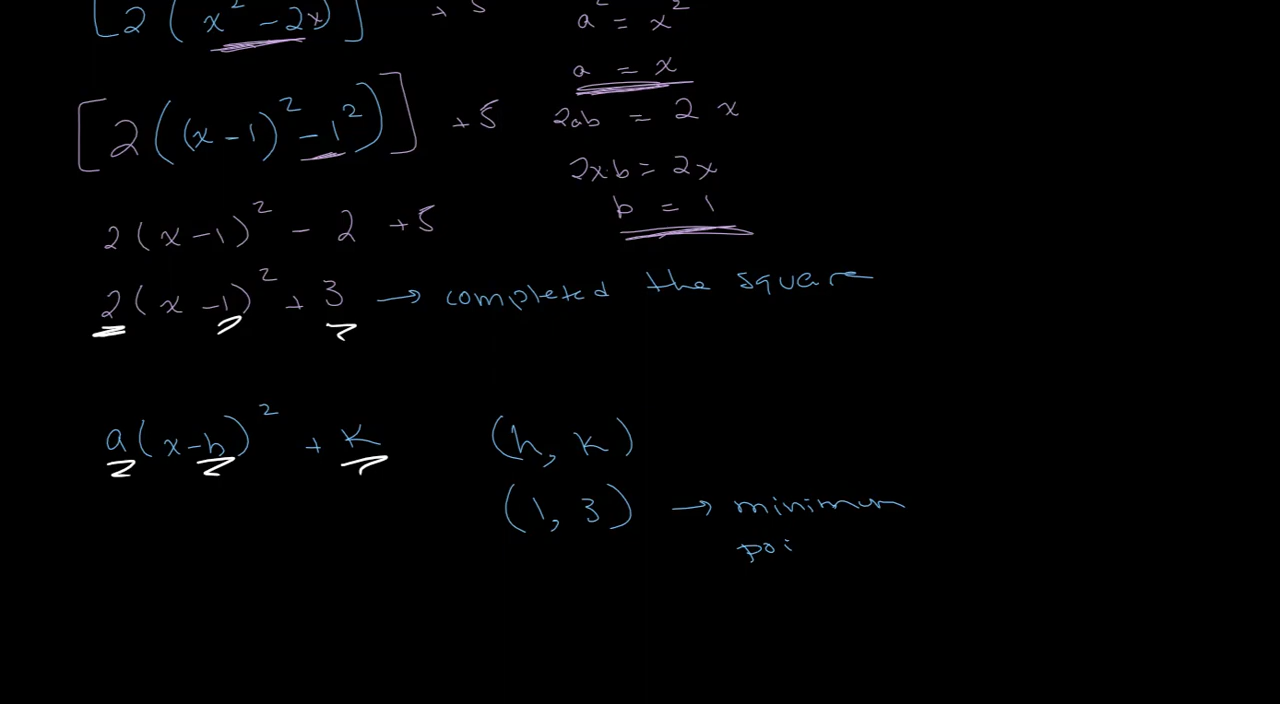 [2(x² - 2x)] + 5
a² = x²
a = x
[2((x-1)² - 1²)] + 5
2ab = 2x
2x·b = 2x
b = 1
2(x-1)² - 2 + 5
2(x-1)² + 3 → completed the square
a(x-h)² + k (h, k)
(1, 3) → minimum
poi